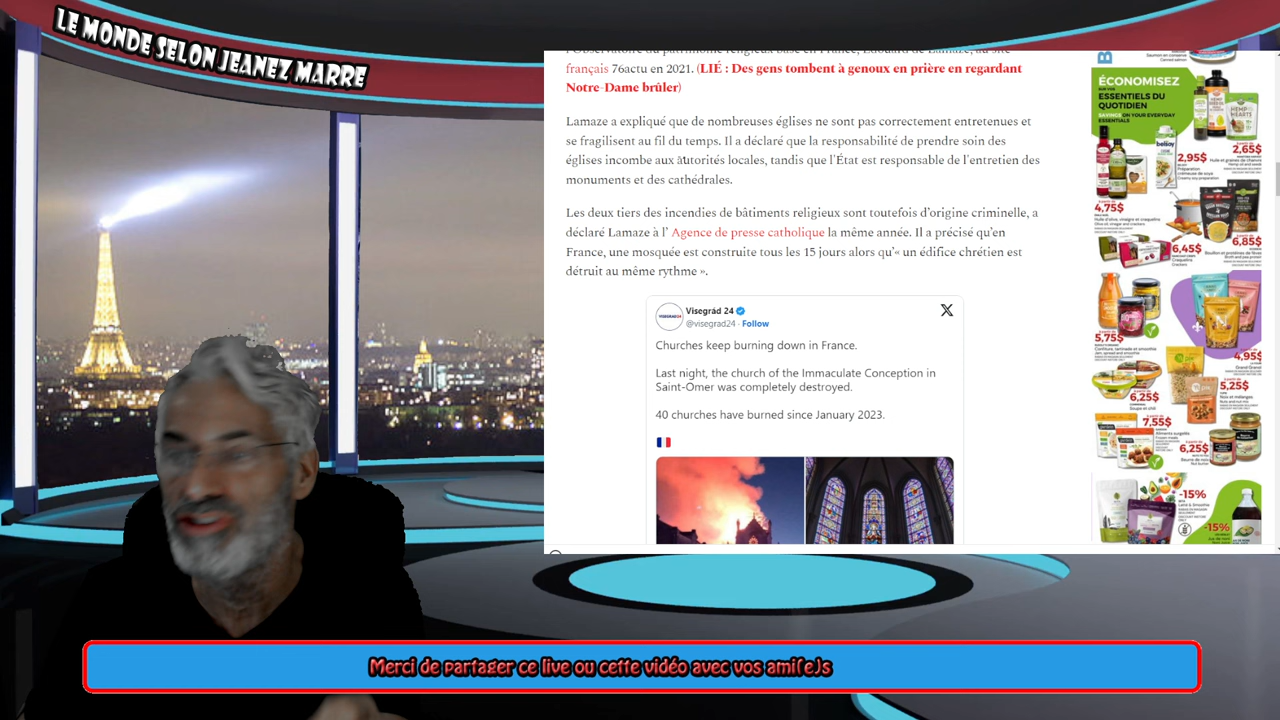 LE MONDE SELON JEANEZ MARRE
français 76actu en 2021. (LIÉ : Des gens tombent à genoux en prière en regardant
Notre-Dame brûler)
Lamaze a expliqué que de nombreuses églises ne sont pas correctement entretenues et
se fragilisent au fil du temps. Il a déclaré que la responsabilité de prendre soin des
églises incombe aux autorités locales, tandis que l'État est responsable de l'entretien des
monuments et des cathédrales.
Les deux tiers des incendies de bâtiments religieux sont toutefois d'origine criminelle, a
déclaré Lamaze à l' Agence de presse catholique la même année. Il a précisé qu'en
France, une mosquée est construite tous les 15 jours alors qu'« un édifice chrétien est
détruit au même rythme ».
Visegrád 24
@visegrad24 · Follow
Churches keep burning down in France.
Last night, the church of the Immaculate Conception in
Saint-Omer was completely destroyed.
40 churches have burned since January 2023.
B
ÉCONOMISEZ
ESSENTIELS DU
QUOTIDIEN
SAVINGS ON YOUR EVERYDAY
ESSENTIALS
HEMP
HEARTS
belsoy
2,65$
2,95$
4,75$
6,45$
6,85$
5,75$
4,95$
5,25$
6,25$
7,55$
6,25$
-15%
-15%
Merci de partager ce live ou cette vidéo avec vos ami(e)s